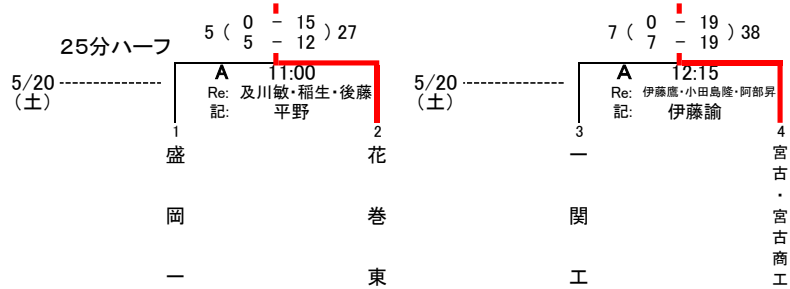 25分ハーフ
5 ( 0 - 15 ) 27
5 - 12
5/20
(土)
A 11:00
Re: 及川敏・稲生・後藤
記: 平野
1
盛岡一
2
花巻東
7 ( 0 - 19 ) 38
7 - 19
5/20
(土)
A 12:15
Re: 伊藤鷹・小田島隆・阿部昇
記: 伊藤諭
3
一関工
4
宮古・宮古商工